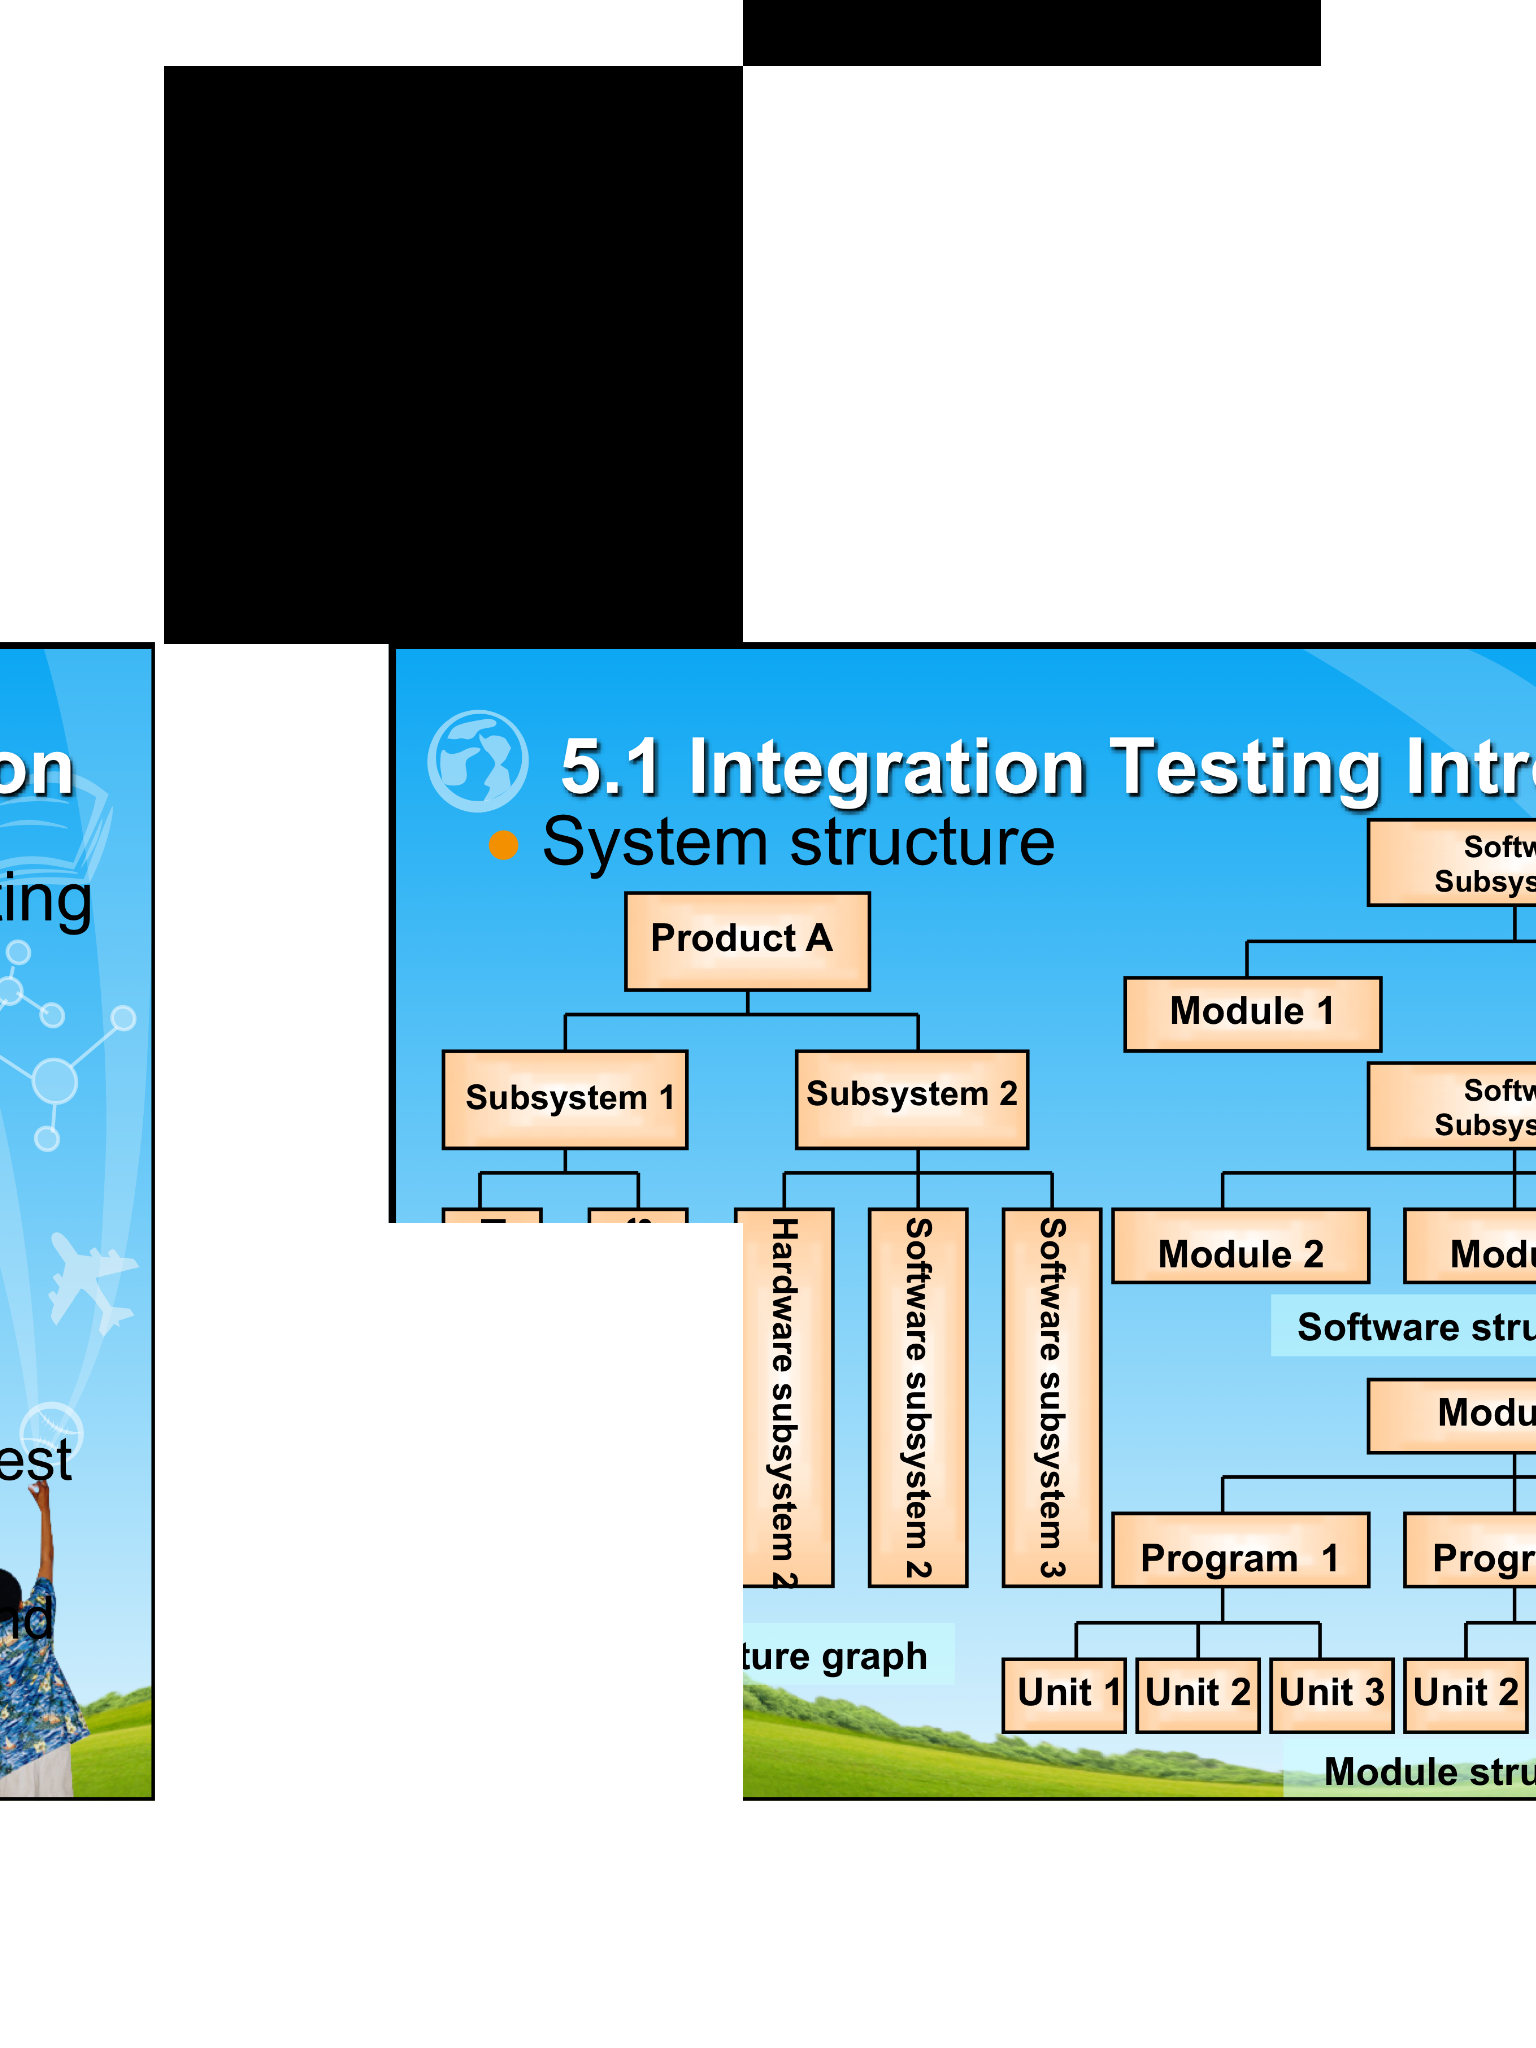 on
ting
est
nd
5.1 Integration Testing Intr
System structure
Product A
Subsystem 1
Subsystem 2
Hardware subsystem 2
Software subsystem 2
Software subsystem 3
ture graph
Softw
Subsys
Module 1
Softw
Subsys
Module 2
Modu
Software stru
Modu
Program 1
Progr
Unit 1
Unit 2
Unit 3
Unit 2
Module stru